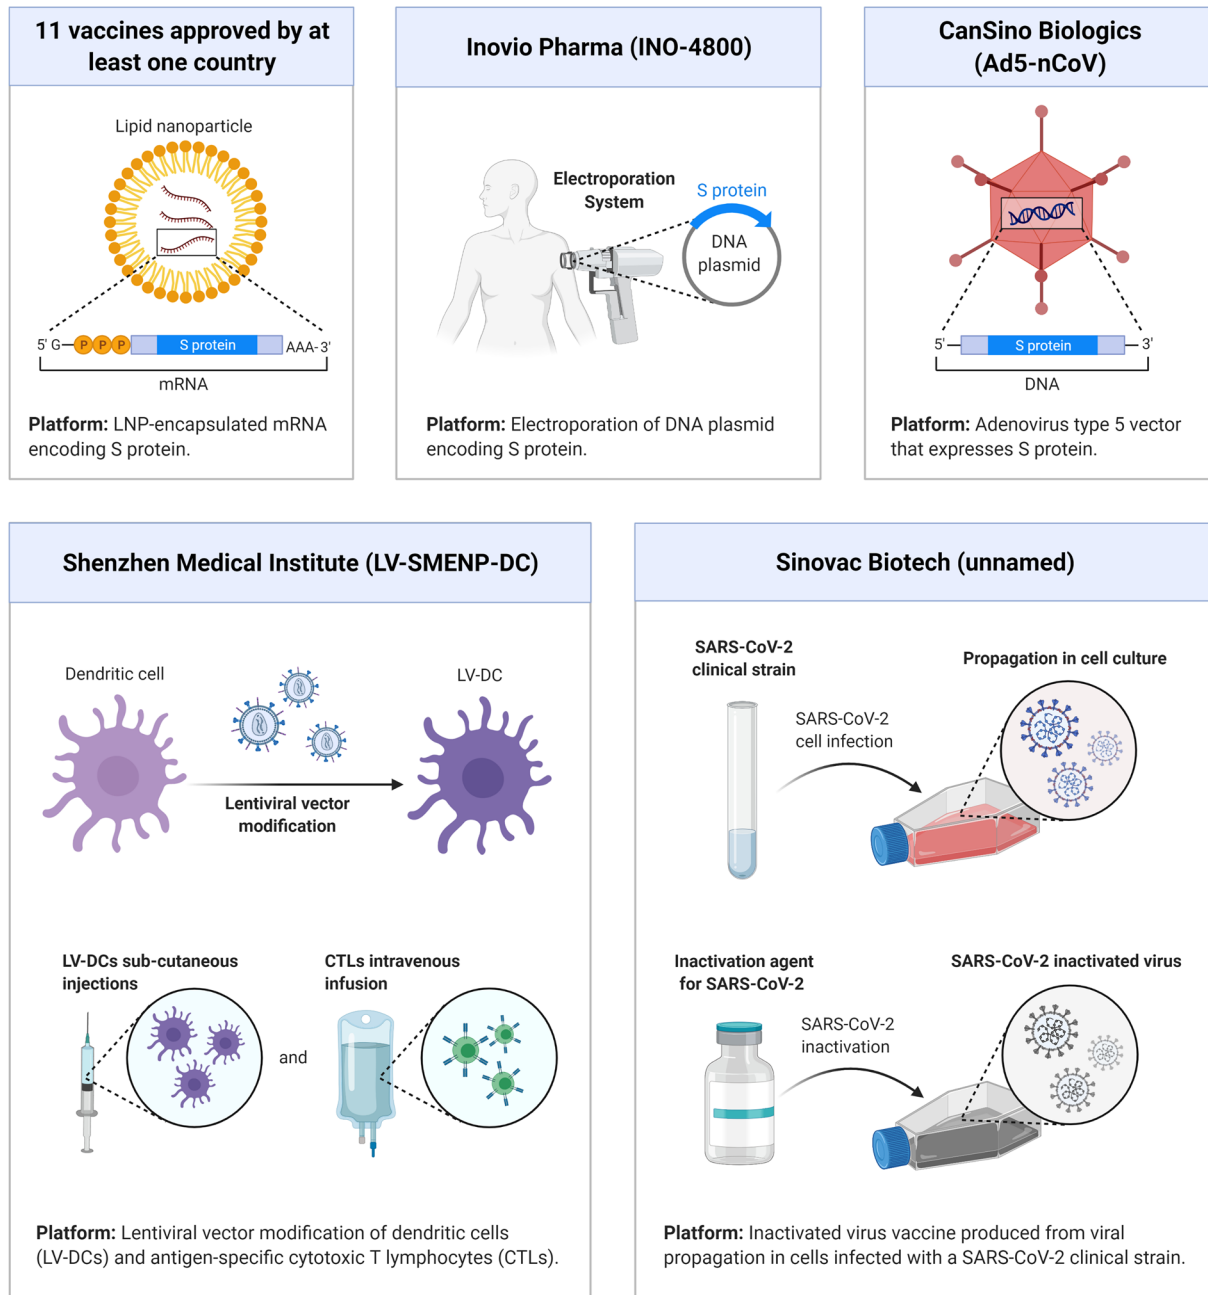 11 vaccines approved by at
least one country
Lipid nanoparticle
5' G
P P P
S protein
AAA- 3'
mRNA
Platform: LNP-encapsulated mRNA
encoding S protein.
Inovio Pharma (INO-4800)
Electroporation
System
S protein
DNA
plasmid
Platform: Electroporation of DNA plasmid
encoding S protein.
CanSino Biologics
(Ad5-nCoV)
5'
S protein
3'
DNA
Platform: Adenovirus type 5 vector
that expresses S protein.
Shenzhen Medical Institute (LV-SMENP-DC)
Dendritic cell
LV-DC
Lentiviral vector
modification
LV-DCs sub-cutaneous
injections
and
CTLs intravenous
infusion
Platform: Lentiviral vector modification of dendritic cells
(LV-DCs) and antigen-specific cytotoxic T lymphocytes (CTLs).
Sinovac Biotech (unnamed)
SARS-CoV-2
clinical strain
SARS-CoV-2
cell infection
Propagation in cell culture
Inactivation agent
for SARS-CoV-2
SARS-CoV-2
inactivation
SARS-CoV-2 inactivated virus
Platform: Inactivated virus vaccine produced from viral
propagation in cells infected with a SARS-CoV-2 clinical strain.